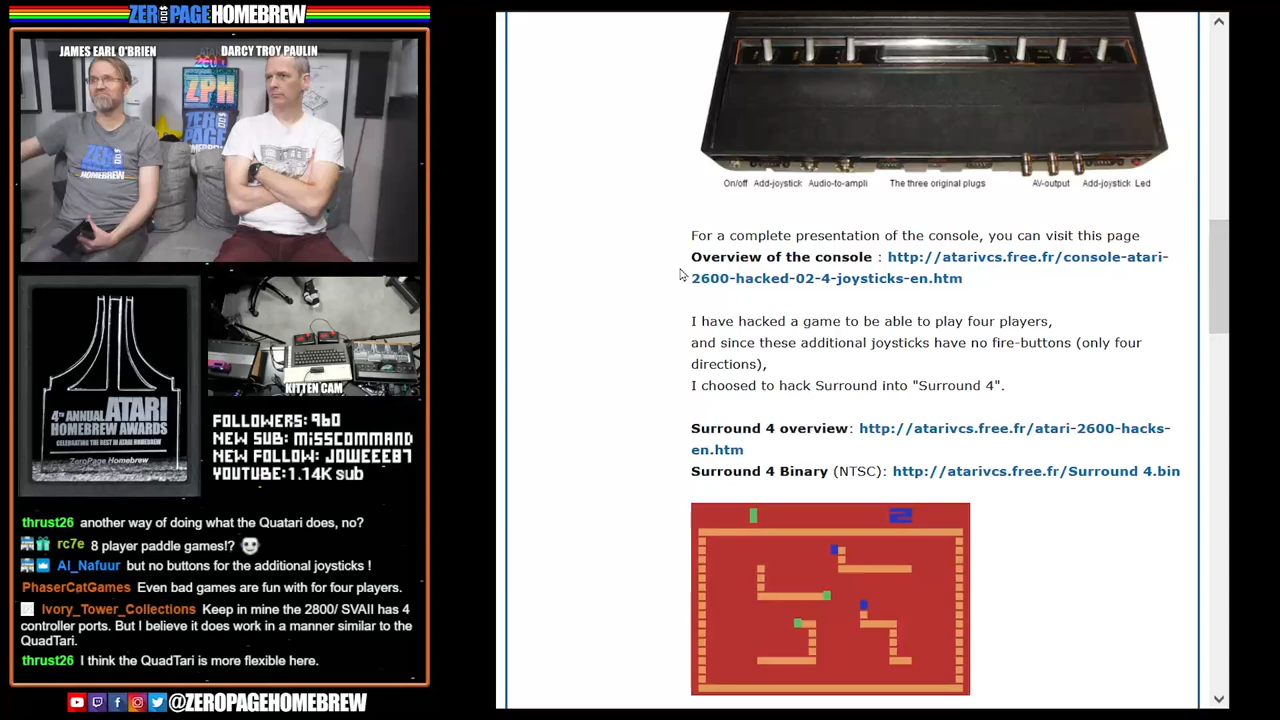 ZEROPAGE HOMEBREW
JAMES EARL O'BRIEN
DARCY TROY PAULIN
ZPH
4TH ANNUAL ATARI
HOMEBREW AWARDS
CELEBRATING THE BEST IN ATARI HOMEBREW
ZeroPage Homebrew
KITTEN CAM
FOLLOWERS: 960
NEW SUB: MISSCOMMAND
NEW FOLLOW: JOWEEE87
YOUTUBE:1.14K sub
thrust26 another way of doing what the Quatari does, no?
rc7e 8 player paddle games!?
Al_Nafuur but no buttons for the additional joysticks !
PhaserCatGames Even bad games are fun with for four players.
Ivory_Tower_Collections Keep in mine the 2800/ SVAII has 4
controller ports. But I believe it does work in a manner similar to the
QuadTari.
thrust26 I think the QuadTari is more flexible here.
@ZEROPAGEHOMEBREW
On/off Add-joystick Audio-to-ampli The three original plugs AV-output Add-joystick Led
For a complete presentation of the console, you can visit this page
Overview of the console : http://atarivcs.free.fr/console-atari-
2600-hacked-02-4-joysticks-en.htm
I have hacked a game to be able to play four players,
and since these additional joysticks have no fire-buttons (only four
directions),
I choosed to hack Surround into "Surround 4".
Surround 4 overview: http://atarivcs.free.fr/atari-2600-hacks-
en.htm
Surround 4 Binary (NTSC): http://atarivcs.free.fr/Surround 4.bin